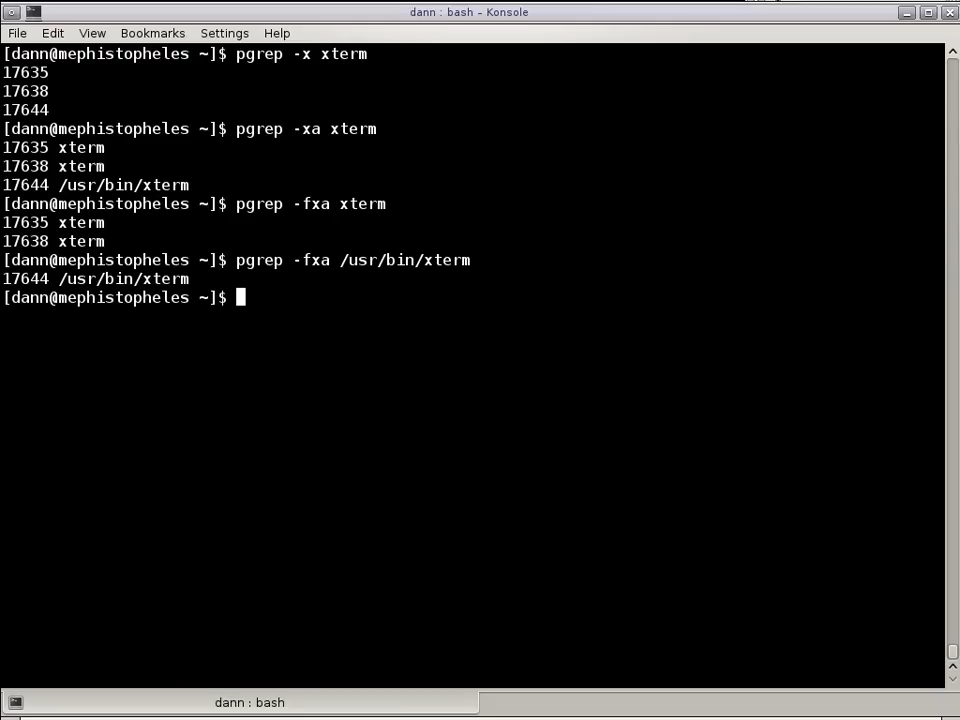 dann : bash - Konsole
File Edit View Bookmarks Settings Help
[dann@mephistopheles ~]$ pgrep -x xterm
17635
17638
17644
[dann@mephistopheles ~]$ pgrep -xa xterm
17635 xterm
17638 xterm
17644 /usr/bin/xterm
[dann@mephistopheles ~]$ pgrep -fxa xterm
17635 xterm
17638 xterm
[dann@mephistopheles ~]$ pgrep -fxa /usr/bin/xterm
17644 /usr/bin/xterm
[dann@mephistopheles ~]$
dann : bash